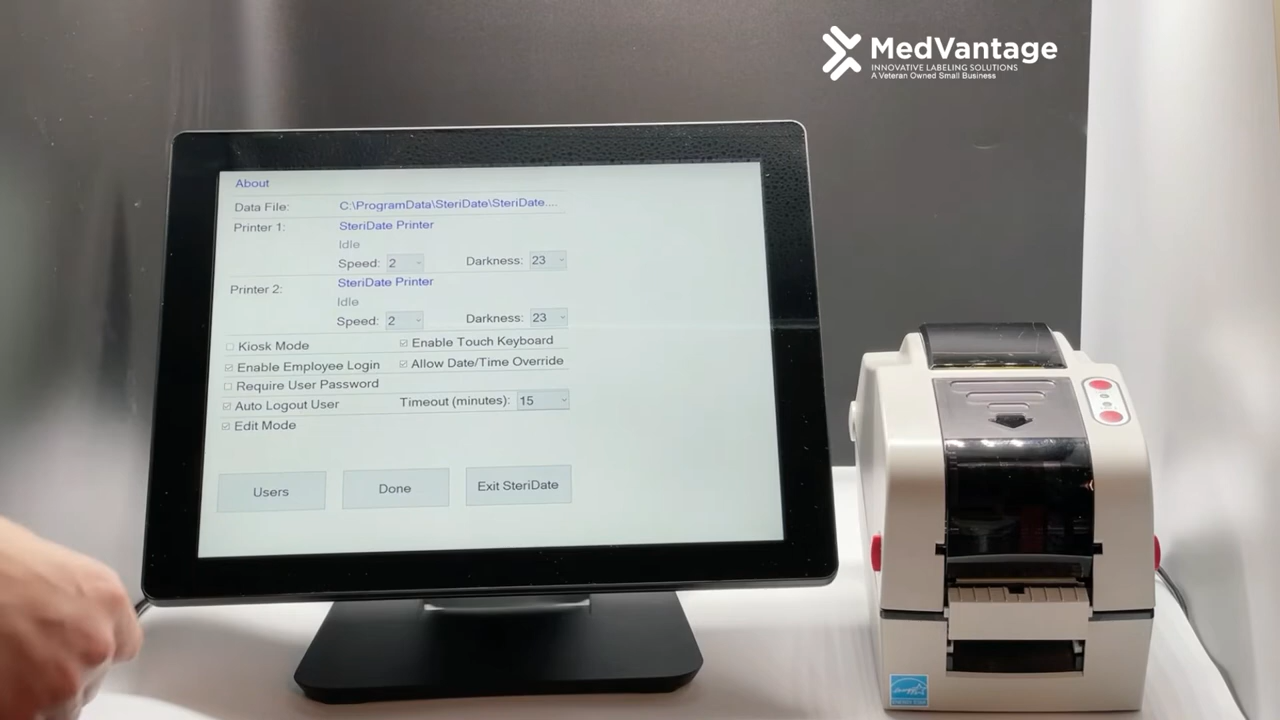 MedVantage
INNOVATIVE LABELING SOLUTIONS
A Veteran Owned Small Business
About
Data File: C:\ProgramData\SteriDate\SteriDate....
Printer 1: SteriDate Printer
Idle
Speed: 2 Darkness: 23
Printer 2: SteriDate Printer
Idle
Speed: 2 Darkness: 23
Kiosk Mode Enable Touch Keyboard
Enable Employee Login Allow Date/Time Override
Require User Password
Auto Logout User Timeout (minutes): 15
Edit Mode
Users Done Exit SteriDate